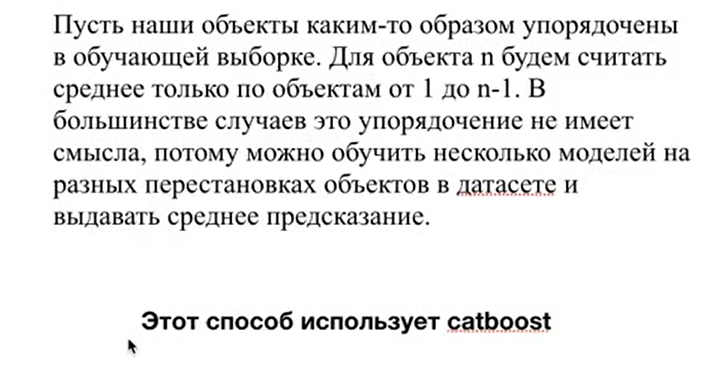 Пусть наши объекты каким-то образом упорядочены
в обучающей выборке. Для объекта n будем считать
среднее только по объектам от 1 до n-1. В
большинстве случаев это упорядочение не имеет
смысла, потому можно обучить несколько моделей на
разных перестановках объектов в датасете и
выдавать среднее предсказание.
Этот способ использует catboost